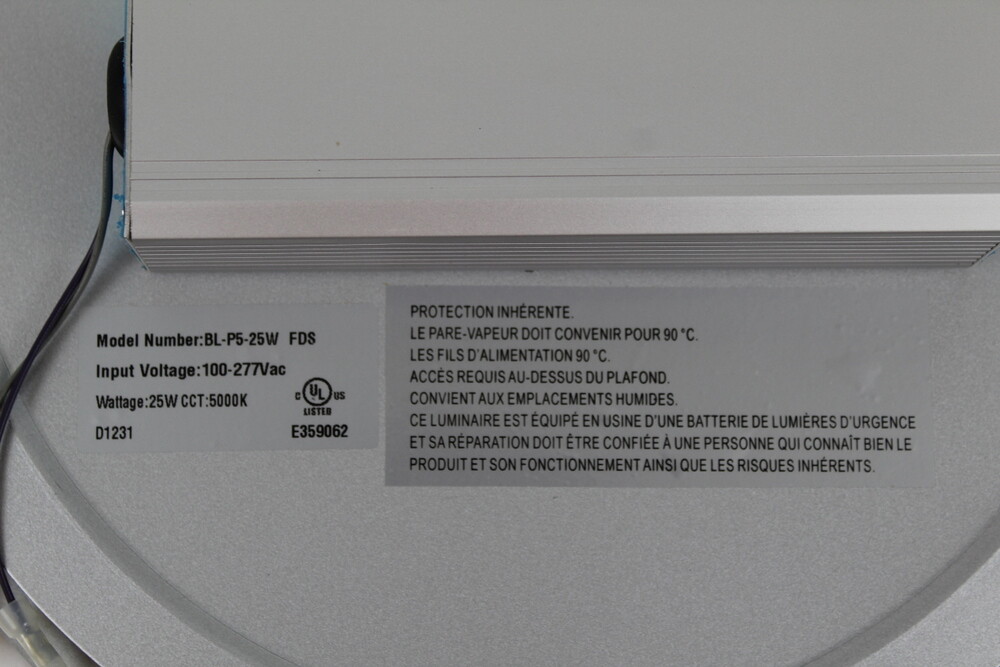 Model Number:BL-P5-25W FDS
Input Voltage:100-277Vac
Wattage:25W CCT:5000K
C UL US
LISTED
D1231
E359062
PROTECTION INHÉRENTE.
LE PARE-VAPEUR DOIT CONVENIR POUR 90 °C.
LES FILS D'ALIMENTATION 90 °C.
ACCÈS REQUIS AU-DESSUS DU PLAFOND.
CONVIENT AUX EMPLACEMENTS HUMIDES.
CE LUMINAIRE EST ÉQUIPÉ EN USINE D'UNE BATTERIE DE LUMIÈRES D'URGENCE
ET SA RÉPARATION DOIT ÊTRE CONFIÉE À UNE PERSONNE QUI CONNAÎT BIEN LE
PRODUIT ET SON FONCTIONNEMENT AINSI QUE LES RISQUES INHÉRENTS.